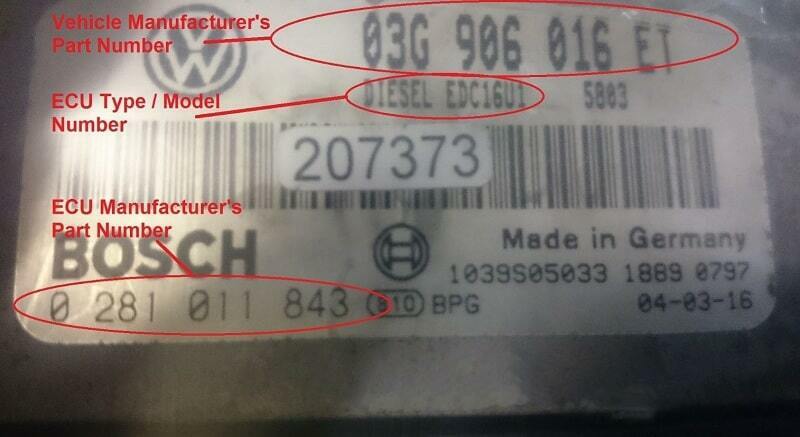 Vehicle Manufacturer's
Part Number
03G 906 016 ET
ECU Type / Model
Number
DIESEL EDC16U1 5803
207373
ECU Manufacturer's
Part Number
BOSCH
Made in Germany
1039S05033 1889 0797
0 281 011 843 BPG 04-03-16